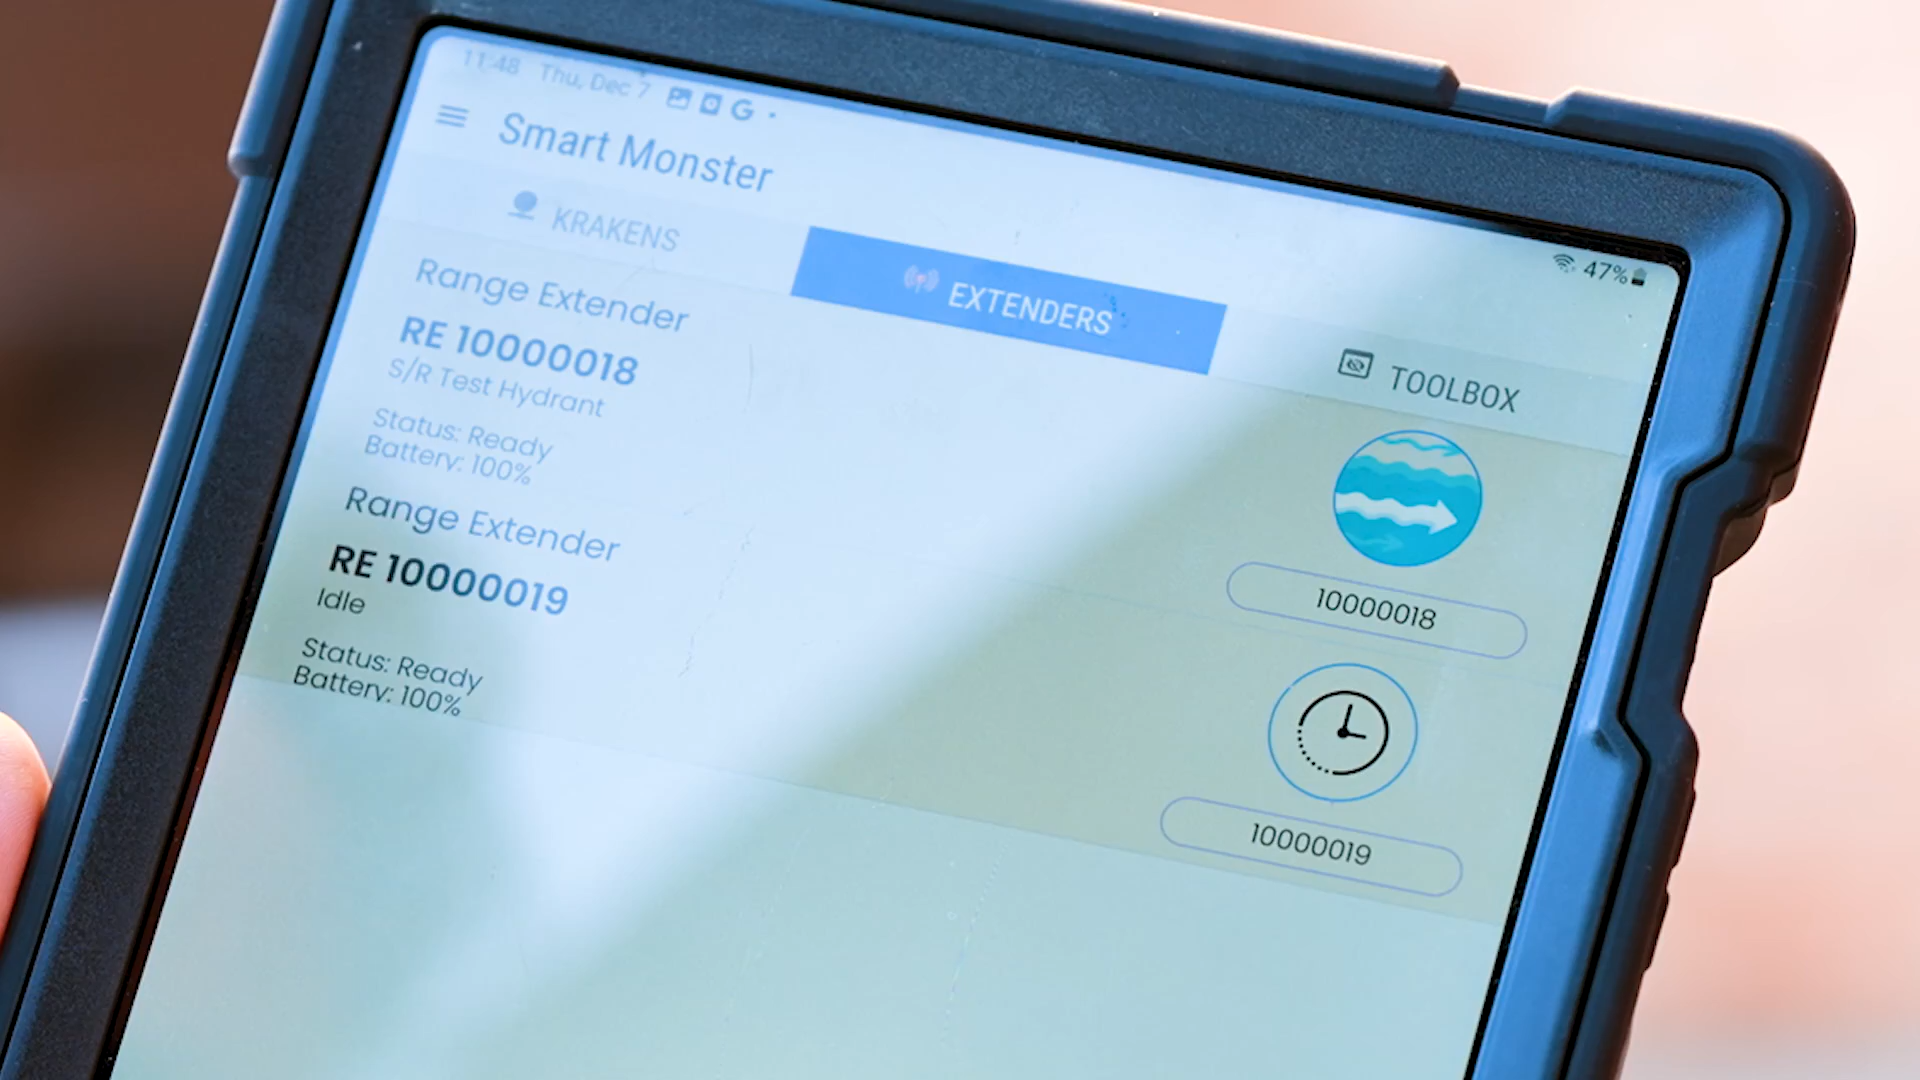 11:48 Thu, Dec 7 G
47%
Smart Monster
KRAKENS
EXTENDERS
TOOLBOX
Range Extender
RE 10000018
S/R Test Hydrant
Status: Ready
Battery: 100%
10000018
Range Extender
RE 10000019
Idle
Status: Ready
Battery: 100%
10000019